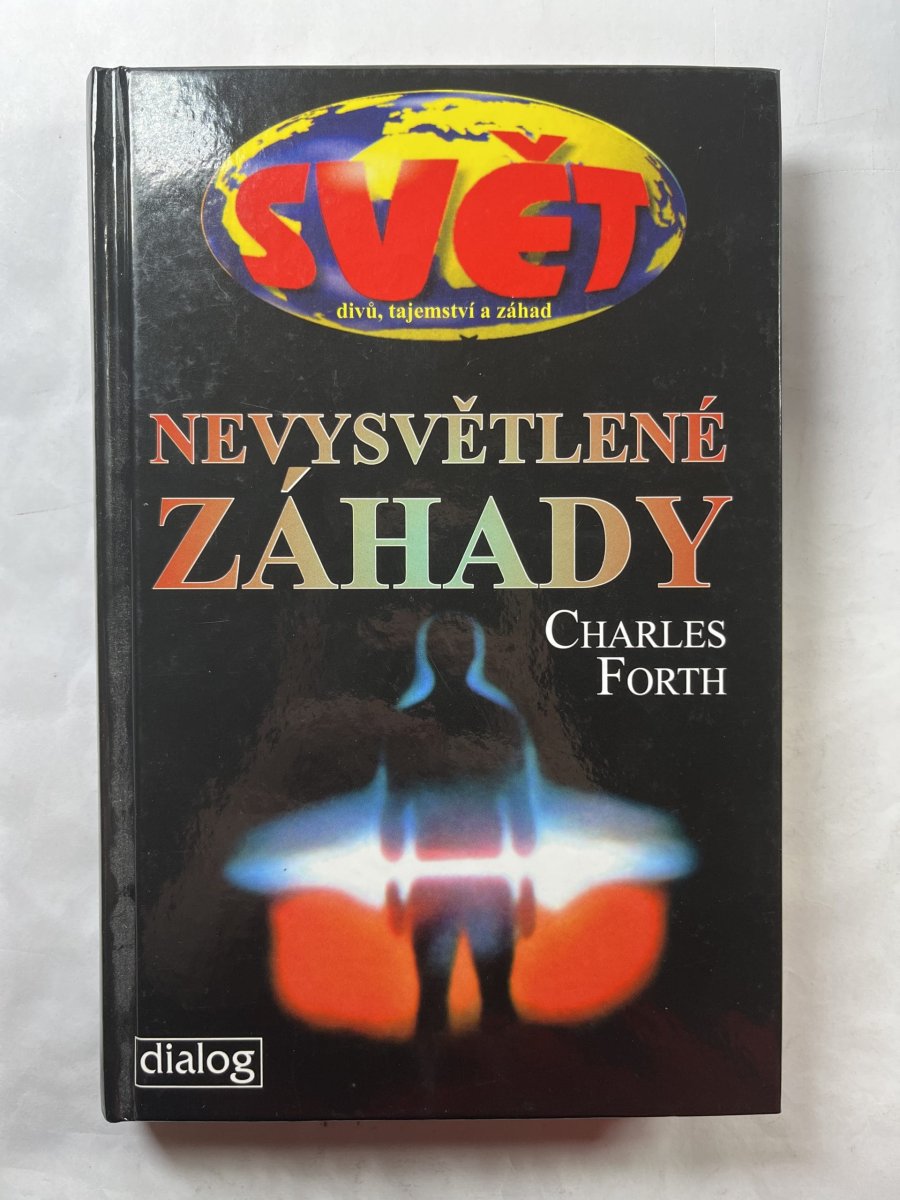 SVĚT
divů, tajemství a záhad
NEVYSVĚTLENÉ
ZÁHADY
CHARLES
FORTH
dialog